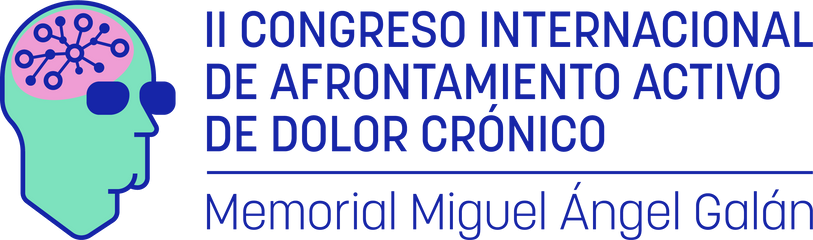 II CONGRESO INTERNACIONAL
DE AFRONTAMIENTO ACTIVO
DE DOLOR CRÓNICO
Memorial Miguel Ángel Galán